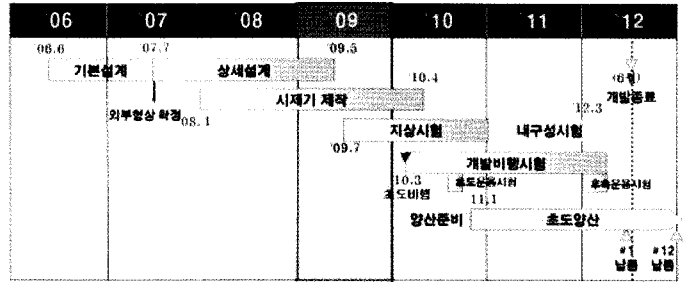 06 07 08 09 10 11 12
06.6 07.7 '09.5
기본설계 상세설계
'10.4 (6월)
시제기 제작 개발종료
외부형상 확정 08.1 12.3
지상시험 내구성시험
'09.7
개발비행시험
10.3 초도운용시험 후속운용시험
초도비행 11.1
양산준비 초도양산
#1 #12
납품 납품